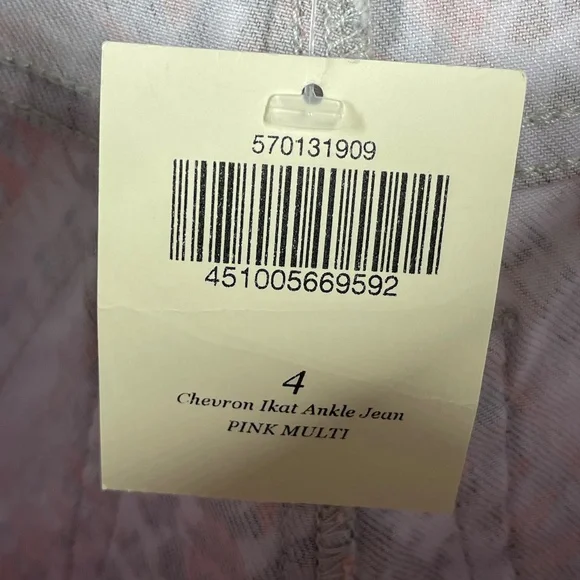 570131909
451005669592
4
Chevron Ikat Ankle Jean
PINK MULTI